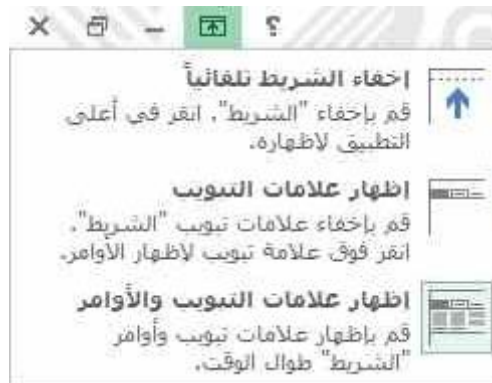 ؟
إخفاء الشريط تلقائياً
قم بإخفاء "الشريط". انقر في أعلى
التطبيق لإظهاره.
إظهار علامات التبويب
قم بإخفاء علامات تبويب "الشريط".
انقر فوق علامة تبويب لإظهار الأوامر.
إظهار علامات التبويب والأوامر
قم بإظهار علامات تبويب وأوامر
"الشريط" طوال الوقت.